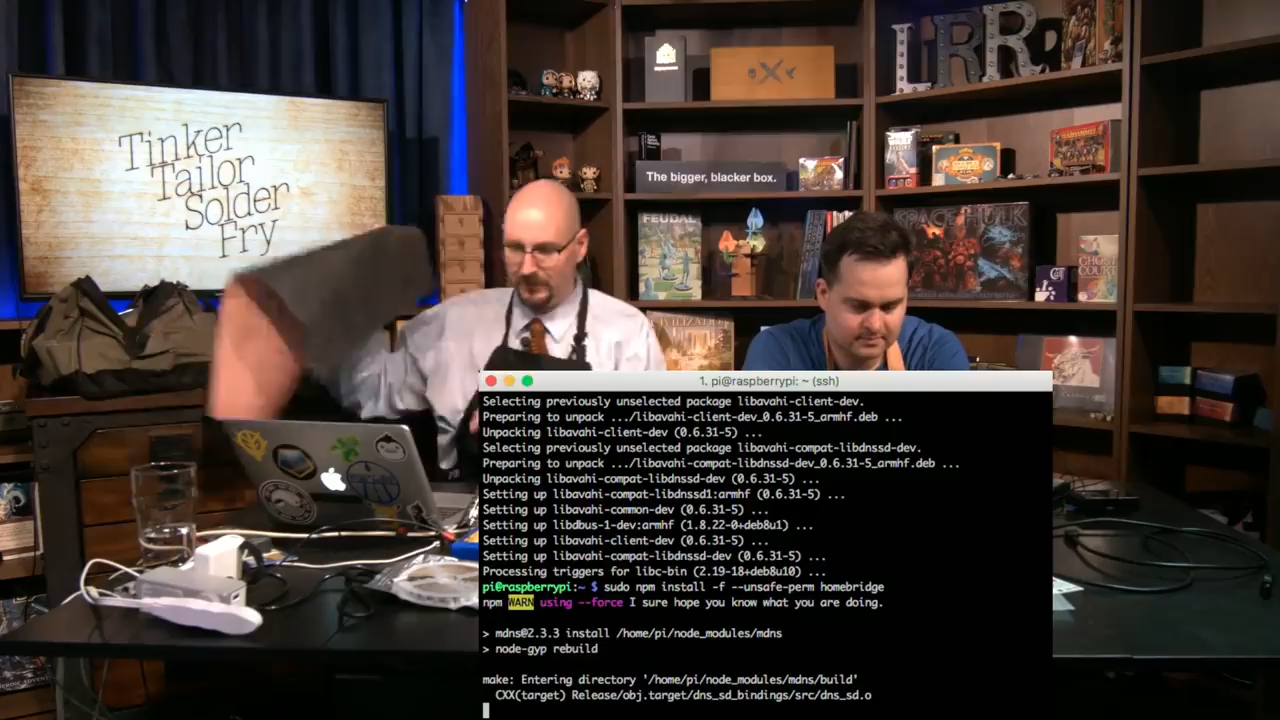 Tinker
Tailor
Solder
Fry
The bigger, blacker box.
FEUDAL
SPACE HULK
GHOST
COURT
1. pi@raspberrypi: ~ (ssh)
Selecting previously unselected package libavahi-client-dev.
Preparing to unpack .../libavahi-client-dev_0.6.31-5_armhf.deb ...
Unpacking libavahi-client-dev (0.6.31-5) ...
Selecting previously unselected package libavahi-compat-libdnssd-dev.
Preparing to unpack .../libavahi-compat-libdnssd-dev_0.6.31-5_armhf.deb ...
Unpacking libavahi-compat-libdnssd-dev (0.6.31-5) ...
Setting up libavahi-compat-libdnssd1:armhf (0.6.31-5) ...
Setting up libavahi-common-dev (0.6.31-5) ...
Setting up libdbus-1-dev:armhf (1.8.22-0+deb8u1) ...
Setting up libavahi-client-dev (0.6.31-5) ...
Setting up libavahi-compat-libdnssd-dev (0.6.31-5) ...
Processing triggers for libc-bin (2.19-18+deb8u10) ...
pi@raspberrypi:~ $ sudo npm install -f --unsafe-perm homebridge
npm WARN using --force I sure hope you know what you are doing.
> mdns@2.3.3 install /home/pi/node_modules/mdns
> node-gyp rebuild
make: Entering directory '/home/pi/node_modules/mdns/build'
CXX(target) Release/obj.target/dns_sd_bindings/src/dns_sd.o